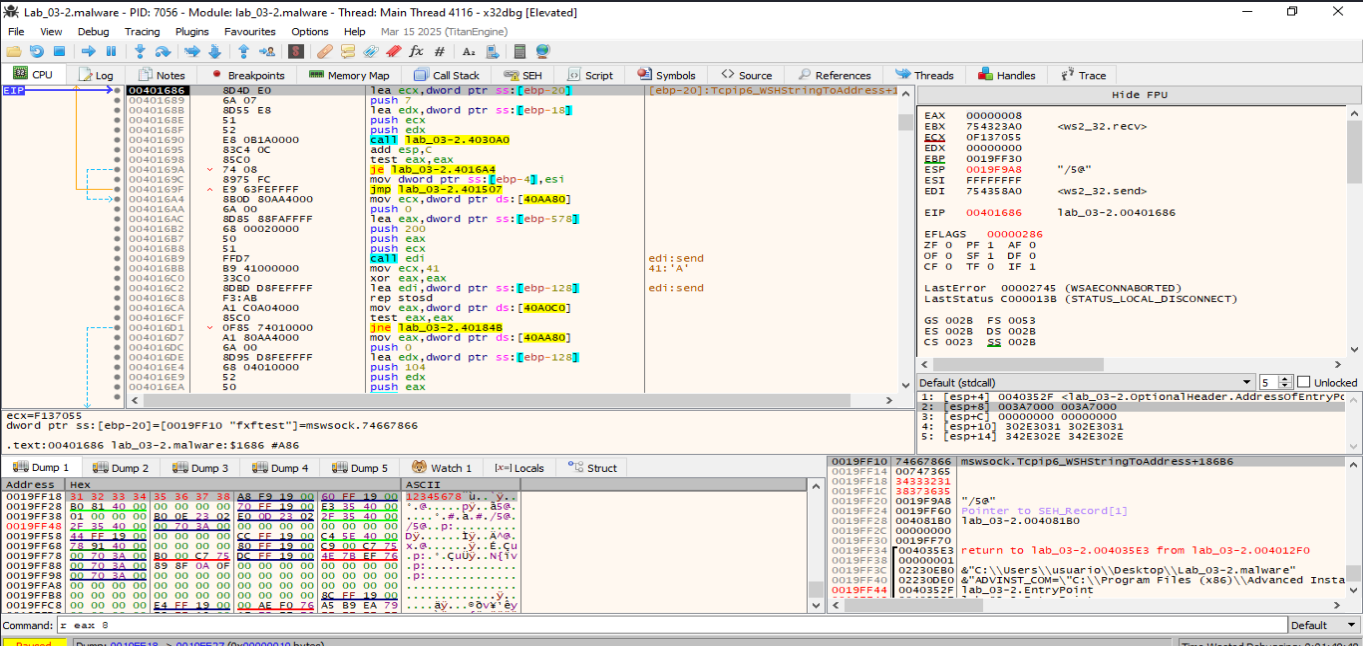 Lab_03-2.malware - PID: 7056 - Module: lab_03-2.malware - Thread: Main Thread 4116 - x32dbg [Elevated]
File View Debug Tracing Plugins Favourites Options Help Mar 15 2025 (TitanEngine)
CPU Log Notes Breakpoints Memory Map Call Stack SEH Script Symbols Source References Threads Handles Trace
EIP
00401686 8D4D E0 lea ecx,dword ptr ss:[ebp-20] [ebp-20]:Tcpip6_WSHStringToAddress+1
00401689 6A 07 push 7
0040168B 8D55 E8 lea edx,dword ptr ss:[ebp-18]
0040168E 51 push ecx
0040168F 52 push edx
00401690 E8 0B1A0000 call lab_03-2.4030A0
00401695 83C4 0C add esp,C
00401698 85C0 test eax,eax
0040169A 74 08 je lab_03-2.4016A4
0040169C 8975 FC mov dword ptr ss:[ebp-4],esi
0040169F E9 63FEFFFF jmp lab_03-2.401507
004016A4 8B0D 80AA4000 mov ecx,dword ptr ds:[40AA80]
004016AA 6A 00 push 0
004016AC 8D85 88FAFFFF lea eax,dword ptr ss:[ebp-578]
004016B2 68 00020000 push 200
004016B7 50 push eax
004016B8 51 push ecx
004016B9 FFD7 call edi edi:send
004016BB B9 41000000 mov ecx,41 41:'A'
004016C0 33C0 xor eax,eax
004016C2 8DBD D8FEFFFF lea edi,dword ptr ss:[ebp-128] edi:send
004016C8 F3:AB rep stosd
004016CA A1 C0A04000 mov eax,dword ptr ds:[40A0C0]
004016CF 85C0 test eax,eax
004016D1 0F85 74010000 jne lab_03-2.40184B
004016D7 A1 80AA4000 mov eax,dword ptr ds:[40AA80]
004016DC 6A 00 push 0
004016DE 8D95 D8FEFFFF lea edx,dword ptr ss:[ebp-128]
004016E4 68 04010000 push 104
004016E9 52 push edx
004016EA 50 push eax
Hide FPU
EAX 00000008
EBX 754323A0 <ws2_32.recv>
ECX 0F137055
EDX 00000000
EBP 0019FF30
ESP 0019F9A8 "/5@"
ESI FFFFFFFF
EDI 754358A0 <ws2_32.send>
EIP 00401686 lab_03-2.00401686
EFLAGS 00000286
ZF 0 PF 1 AF 0
OF 0 SF 1 DF 0
CF 0 TF 0 IF 1
LastError 00002745 (WSAECONNABORTED)
LastStatus C000013B (STATUS_LOCAL_DISCONNECT)
GS 002B FS 0053
ES 002B DS 002B
CS 0023 SS 002B
Default (stdcall) 5 Unlocked
1: [esp+4] 0040352F <lab_03-2.OptionalHeader.AddressOfEntryPo
2: [esp+8] 003A7000 003A7000
3: [esp+C] 00000000 00000000
4: [esp+10] 302E3031 302E3031
5: [esp+14] 342E302E 342E302E
ecx=F137055
dword ptr ss:[ebp-20]=[0019FF10 "fxftest"]=mswsock.74667866
.text:00401686 lab_03-2.malware:$1686 #A86
Dump 1 Dump 2 Dump 3 Dump 4 Dump 5 Watch 1 Locals Struct
Address Hex ASCII
0019FF18 31 32 33 34 35 36 37 38 A8 F9 19 00 60 FF 19 00
0019FF28 B0 81 40 00 00 00 00 00 70 FF 19 00 E3 35 40 00
0019FF38 01 00 00 00 B0 0E 23 02 E0 0D 23 02 2F 35 40 00
0019FF48 2F 35 40 00 00 70 3A 00 00 00 00 00 00 00 00 00
0019FF58 44 FF 19 00 00 00 00 00 CC FF 19 00 C4 5E 40 00
0019FF68 78 91 40 00 00 00 00 00 80 FF 19 00 C9 00 C7 75
0019FF78 00 70 3A 00 B0 00 C7 75 DC FF 19 00 4E 7B EF 76
0019FF88 00 70 3A 00 89 8F 0A 0F 00 00 00 00 00 00 00 00
0019FF98 00 70 3A 00 00 00 00 00 00 00 00 00 00 00 00 00
0019FFA8 00 00 00 00 00 00 00 00 00 00 00 00 00 00 00 00
0019FFB8 00 00 00 00 00 00 00 00 00 00 00 00 8C FF 19 00
0019FFC8 00 00 00 00 E4 FF 19 00 00 AE F0 76 A5 B9 EA 79
0019FF10 74667866 mswsock.Tcpip6_WSHStringToAddress+186B6
0019FF14 00747365
0019FF18 34333231
0019FF1C 38373635
0019FF20 0019F9A8 "/5@"
0019FF24 0019FF60 Pointer to SEH_Record[1]
0019FF28 004081B0 lab_03-2.004081B0
0019FF2C 00000000
0019FF30 0019FF70
0019FF34 004035E3 return to lab_03-2.004035E3 from lab_03-2.004012F0
0019FF38 00000001
0019FF3C 02230EB0 &"C:\\Users\\usuario\\Desktop\\Lab_03-2.malware"
0019FF40 02230DE0 &"ADVINST_COM=\"C:\\Program Files (x86)\\Advanced Insta
0019FF44 0040352F lab_03-2.EntryPoint
Command: r eax 0 Default
Paused